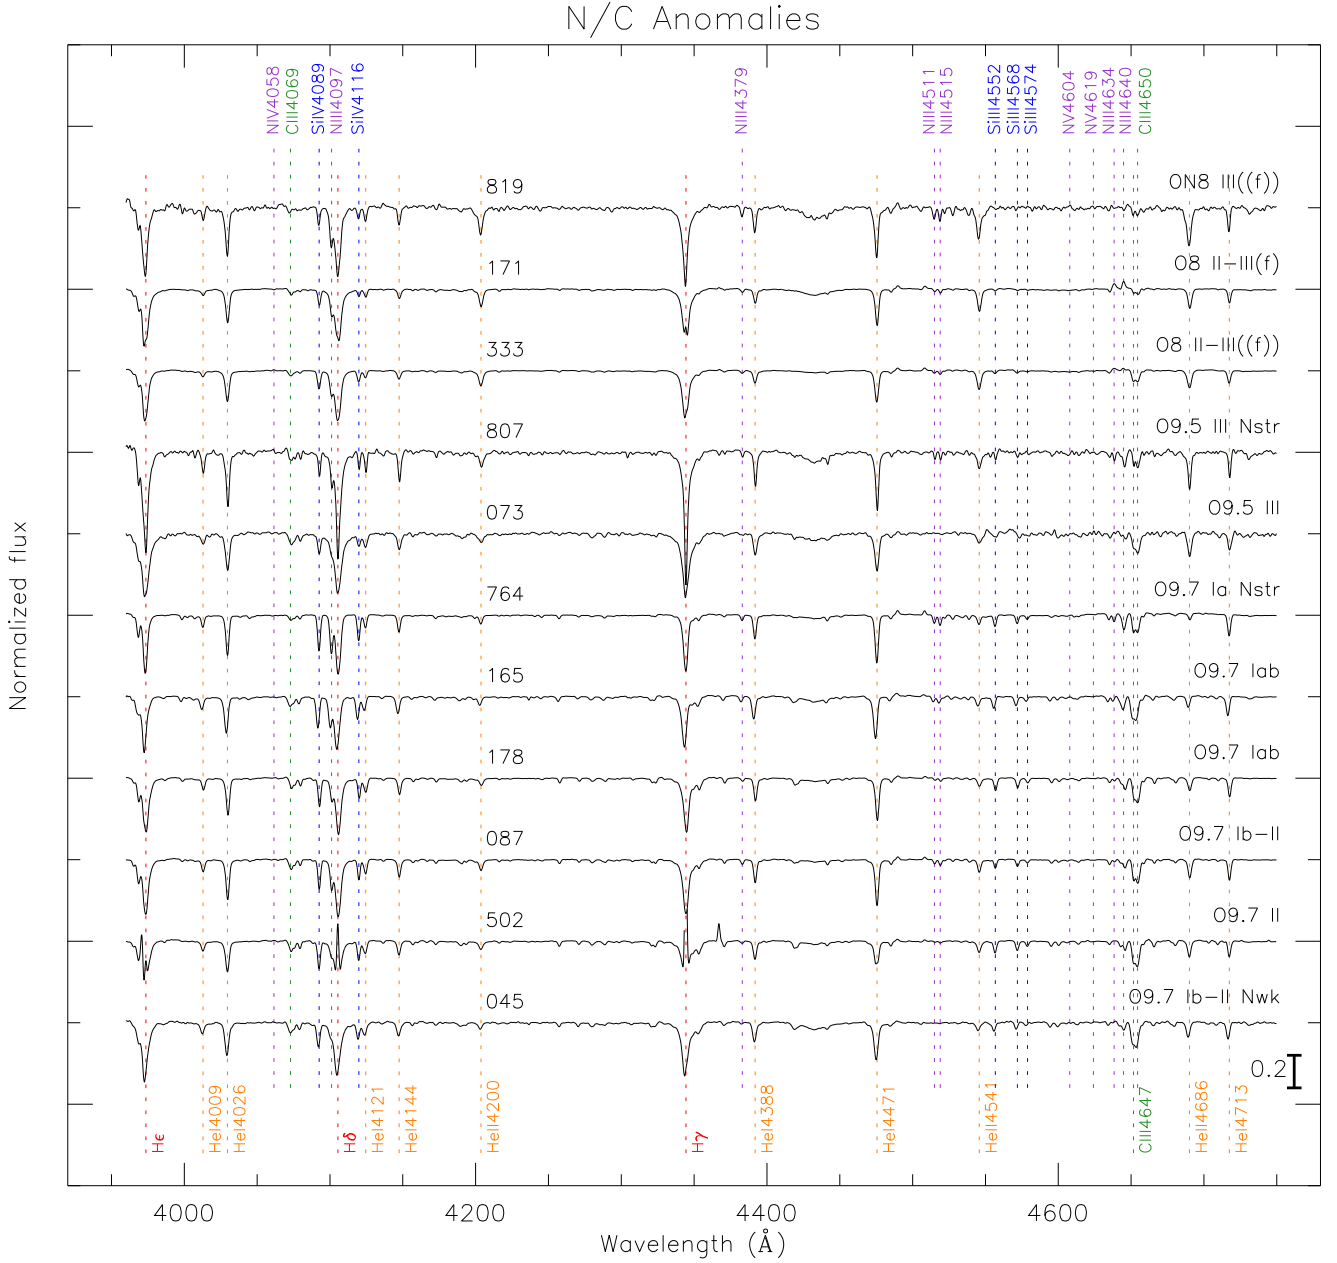 N/C Anomalies
NIV4058
CIII4069
SiIV4089
NIII4097
SiIV4116
NIII4379
NIII4511
NIII4515
SiIII4552
SiIII4568
SiIII4574
NV4604
NV4619
NIII4634
NIII4640
CIII4650
819
ON8 III((f))
171
O8 II-III(f)
333
O8 II-III((f))
807
O9.5 III Nstr
073
O9.5 III
764
O9.7 Ia Nstr
165
O9.7 Iab
178
O9.7 Iab
087
O9.7 Ib-II
502
O9.7 II
045
O9.7 Ib-II Nwk
0.2
Hϵ
HeI4009
HeI4026
Hδ
HeI4121
HeI4144
HeII4200
Hγ
HeI4388
HeI4471
HeII4541
CIII4647
HeII4686
HeI4713
4000
4200
4400
4600
Wavelength (Å)
Normalized flux